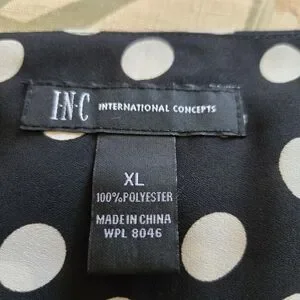 I·N·C INTERNATIONAL CONCEPTS
XL
100% POLYESTER
MADE IN CHINA
WPL 8046